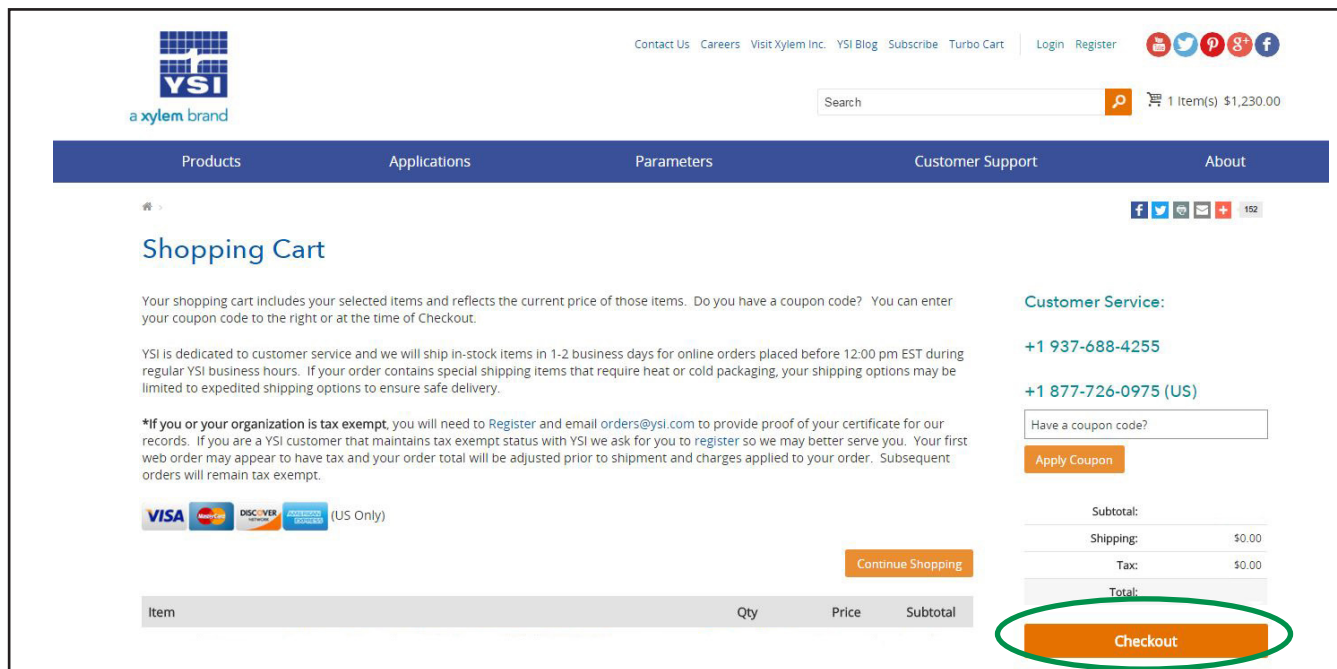 Contact Us Careers Visit Xylem Inc. YSI Blog Subscribe Turbo Cart Login Register
YSI
a xylem brand
Search
1 Item(s) $1,230.00
Products Applications Parameters Customer Support About
152
Shopping Cart
Your shopping cart includes your selected items and reflects the current price of those items. Do you have a coupon code? You can enter
your coupon code to the right or at the time of Checkout.
YSI is dedicated to customer service and we will ship in-stock items in 1-2 business days for online orders placed before 12:00 pm EST during
regular YSI business hours. If your order contains special shipping items that require heat or cold packaging, your shipping options may be
limited to expedited shipping options to ensure safe delivery.
*If you or your organization is tax exempt, you will need to Register and email orders@ysi.com to provide proof of your certificate for our
records. If you are a YSI customer that maintains tax exempt status with YSI we ask for you to register so we may better serve you. Your first
web order may appear to have tax and your order total will be adjusted prior to shipment and charges applied to your order. Subsequent
orders will remain tax exempt.
VISA MasterCard DISCOVER NETWORK AMERICAN EXPRESS (US Only)
Continue Shopping
Item Qty Price Subtotal
Customer Service:
+1 937-688-4255
+1 877-726-0975 (US)
Have a coupon code?
Apply Coupon
Subtotal:
Shipping: $0.00
Tax: $0.00
Total:
Checkout